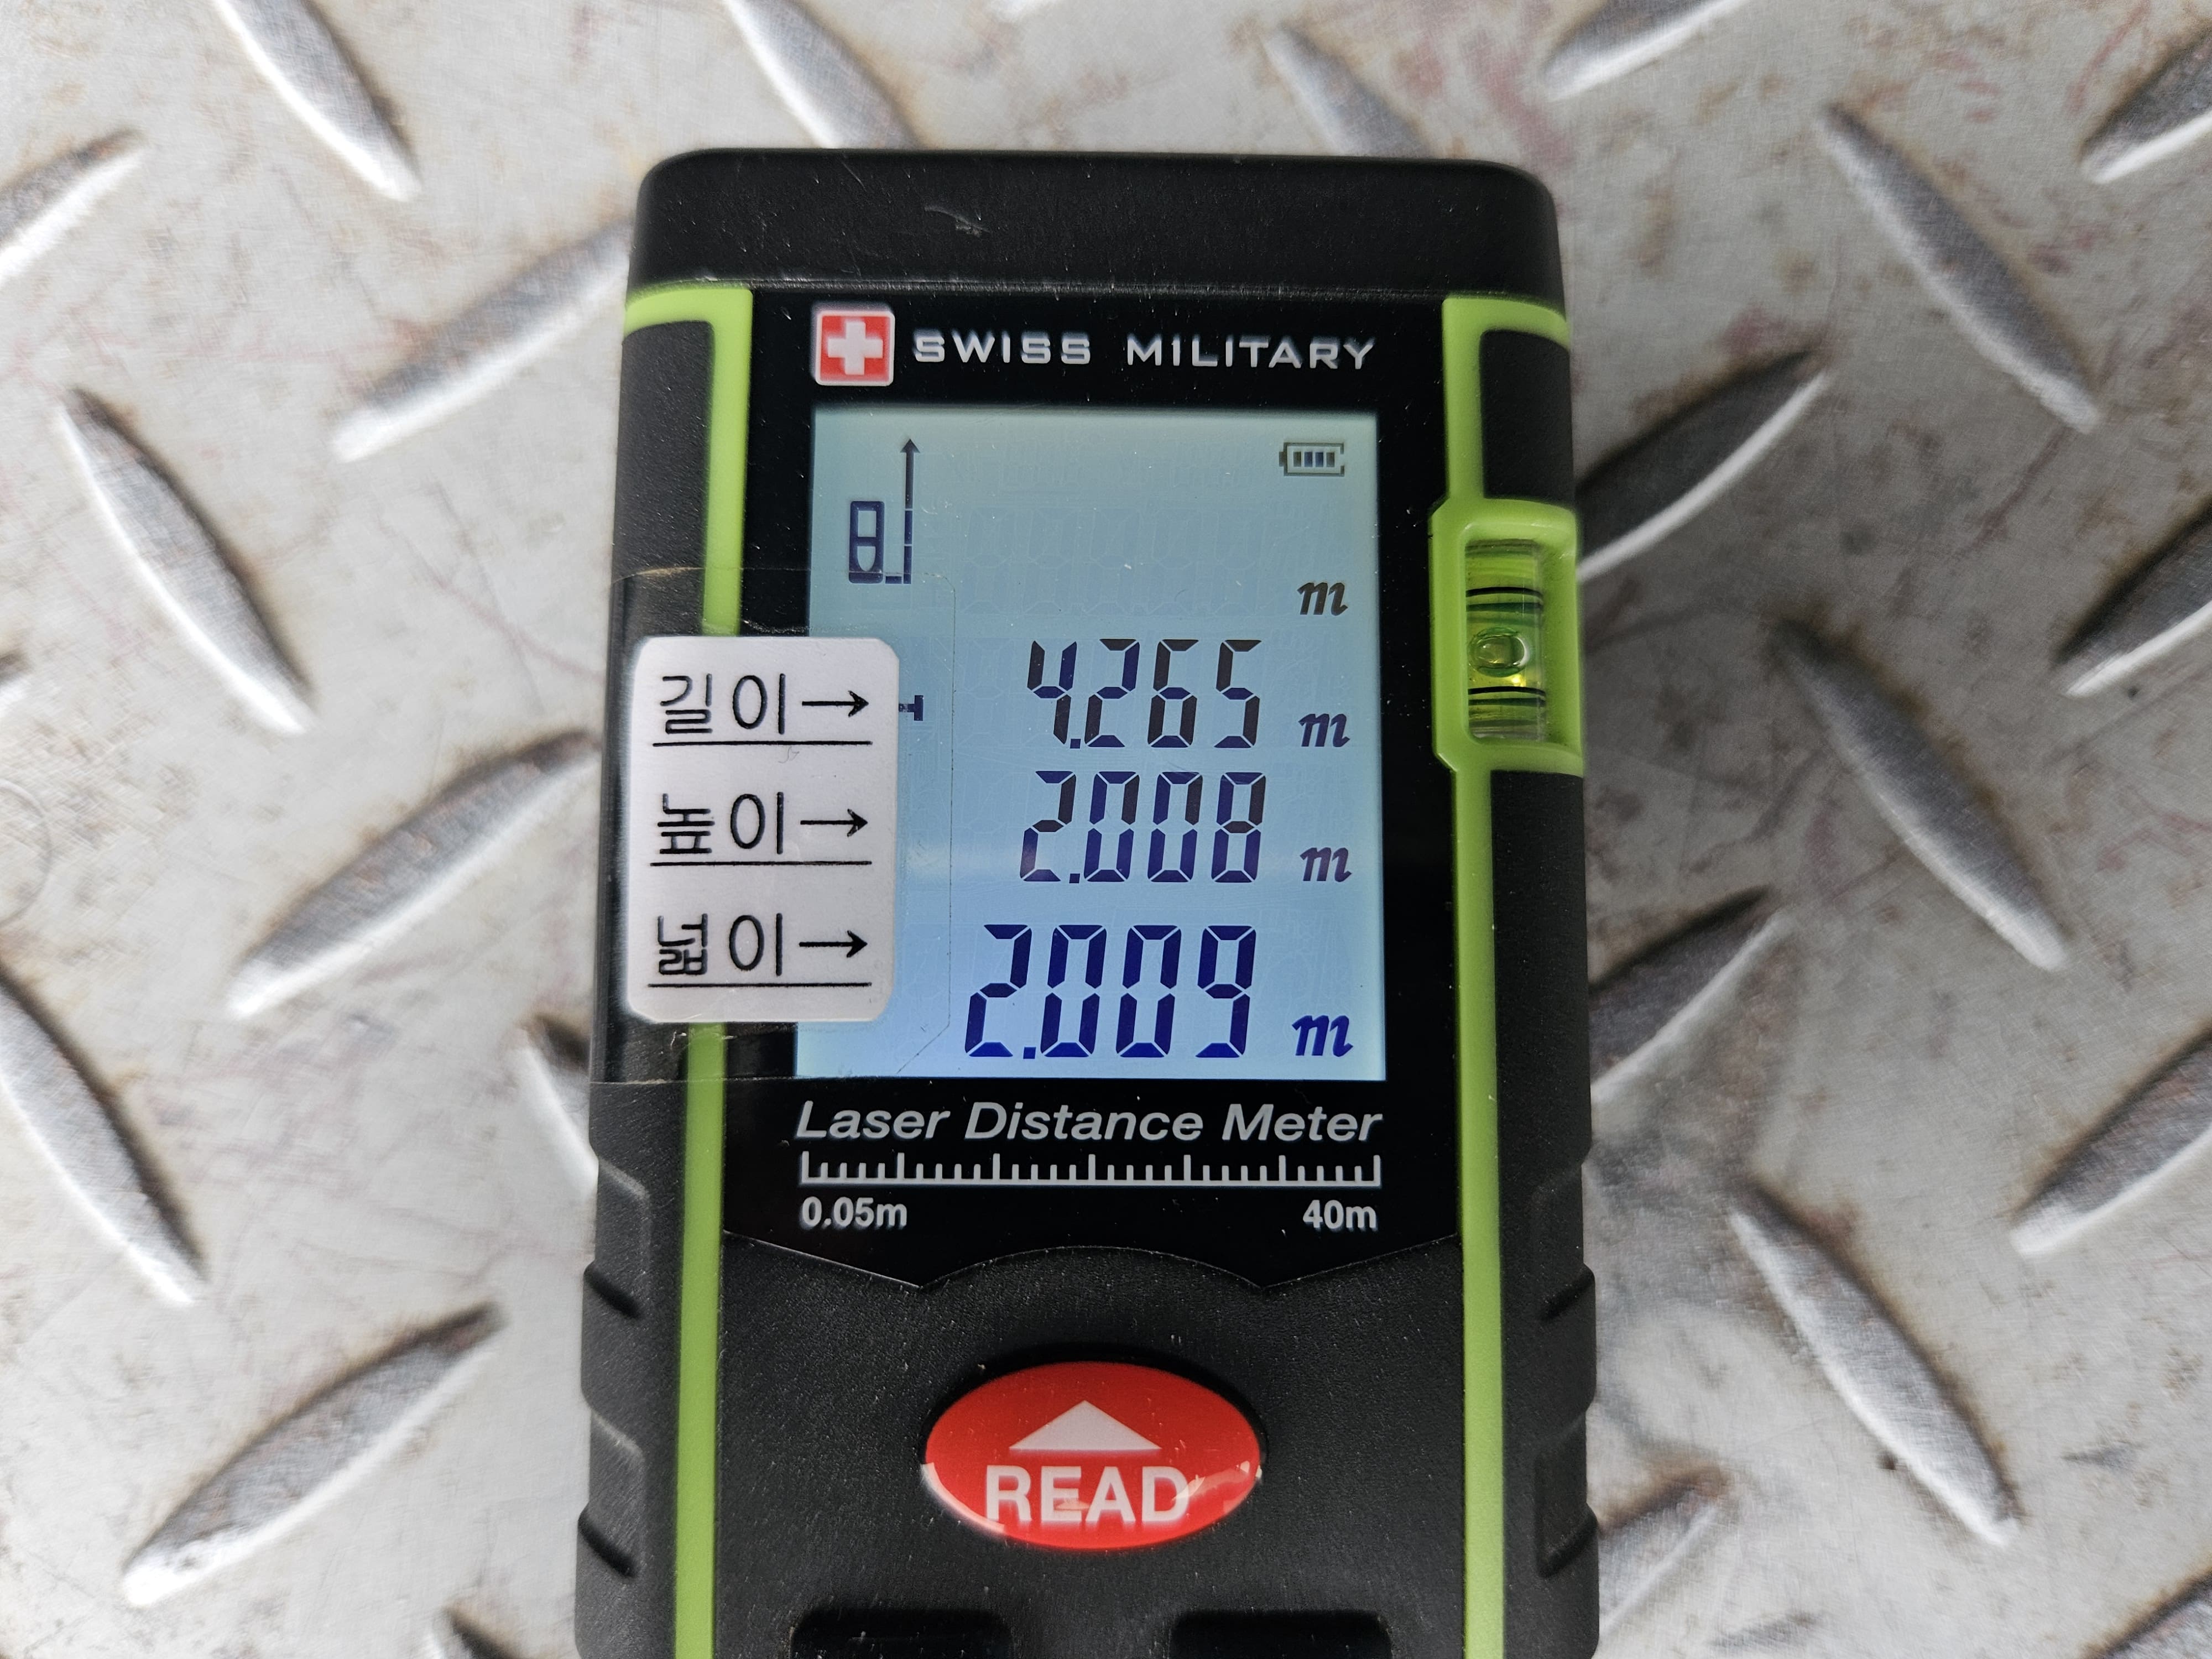 SWISS MILITARY
m
길이→ 4.265 m
높이→ 2.008 m
넓이→ 2.009 m
Laser Distance Meter
0.05m 40m
READ